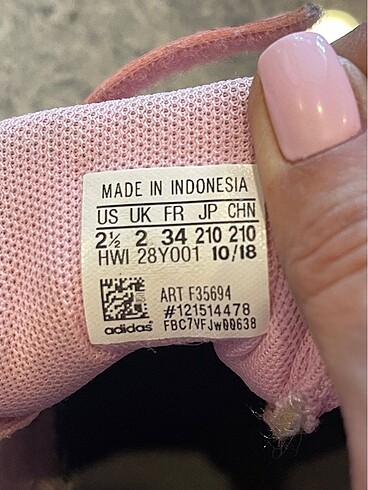 MADE IN INDONESIA
US UK FR JP CHN
2½ 2 34 210 210
HWI 28Y001 10/18
ART F35694
#121514478
adidas FBC7VFJw00638